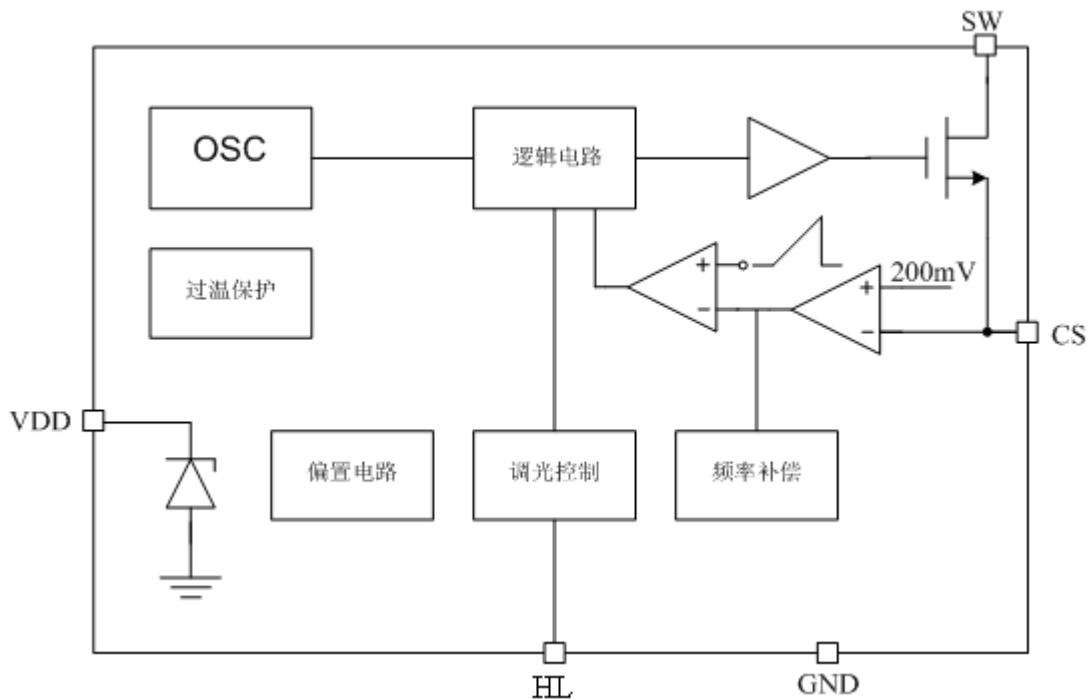 SW
OSC
逻辑电路
过温保护
+
-
200mV
+
-
CS
VDD
偏置电路
调光控制
频率补偿
HL
GND